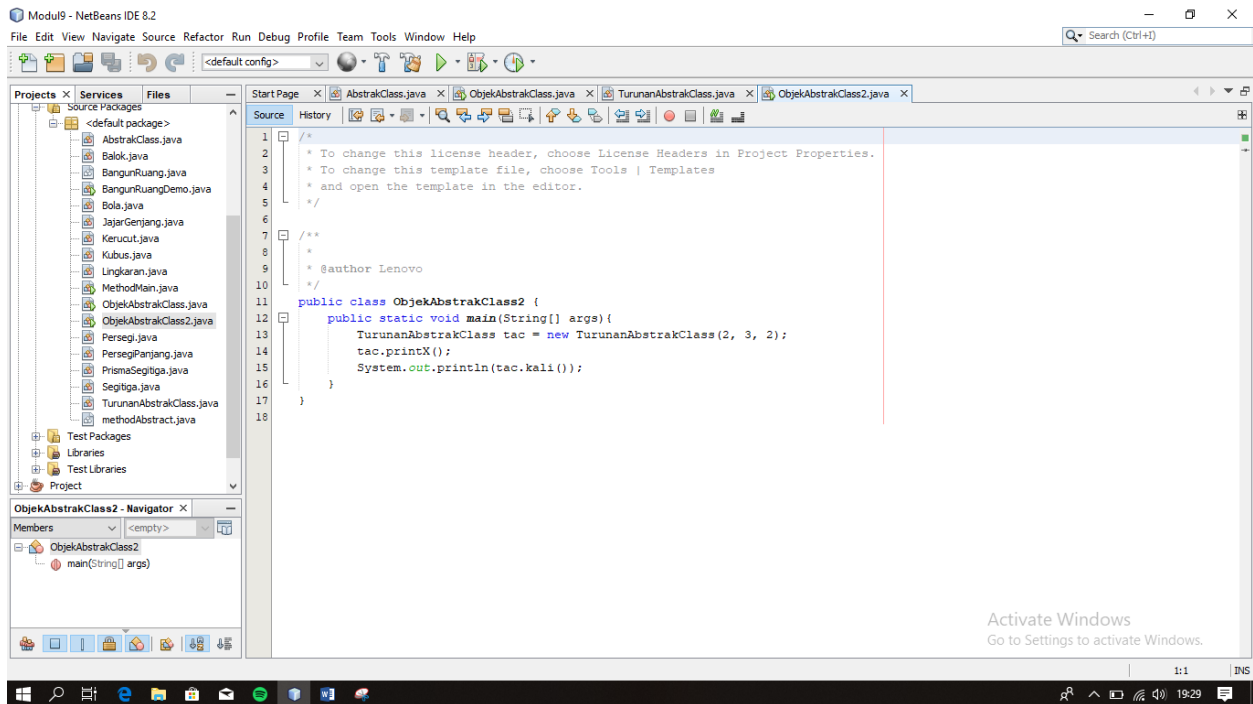 Modul9 - NetBeans IDE 8.2
File Edit View Navigate Source Refactor Run Debug Profile Team Tools Window Help
Search (Ctrl+I)
<default config>
Projects Services Files
Start Page AbstrakClass.java ObjekAbstrakClass.java TurunanAbstrakClass.java ObjekAbstrakClass2.java
Source History
Source Packages
<default package>
AbstrakClass.java
Balok.java
BangunRuang.java
BangunRuangDemo.java
Bola.java
JajarGenjang.java
Kerucut.java
Kubus.java
Lingkaran.java
MethodMain.java
ObjekAbstrakClass.java
ObjekAbstrakClass2.java
Persegi.java
PersegiPanjang.java
PrismaSegitiga.java
Segitiga.java
TurunanAbstrakClass.java
methodAbstract.java
Test Packages
Libraries
Test Libraries
Project
1 /*
2 * To change this license header, choose License Headers in Project Properties.
3 * To change this template file, choose Tools | Templates
4 * and open the template in the editor.
5 */
6
7 /**
8 *
9 * @author Lenovo
10 */
11 public class ObjekAbstrakClass2 {
12 public static void main(String[] args){
13 TurunanAbstrakClass tac = new TurunanAbstrakClass(2, 3, 2);
14 tac.printX();
15 System.out.println(tac.kali());
16 }
17 }
18
ObjekAbstrakClass2 - Navigator
Members <empty>
ObjekAbstrakClass2
main(String[] args)
Activate Windows
Go to Settings to activate Windows.
1:1 INS
19:29